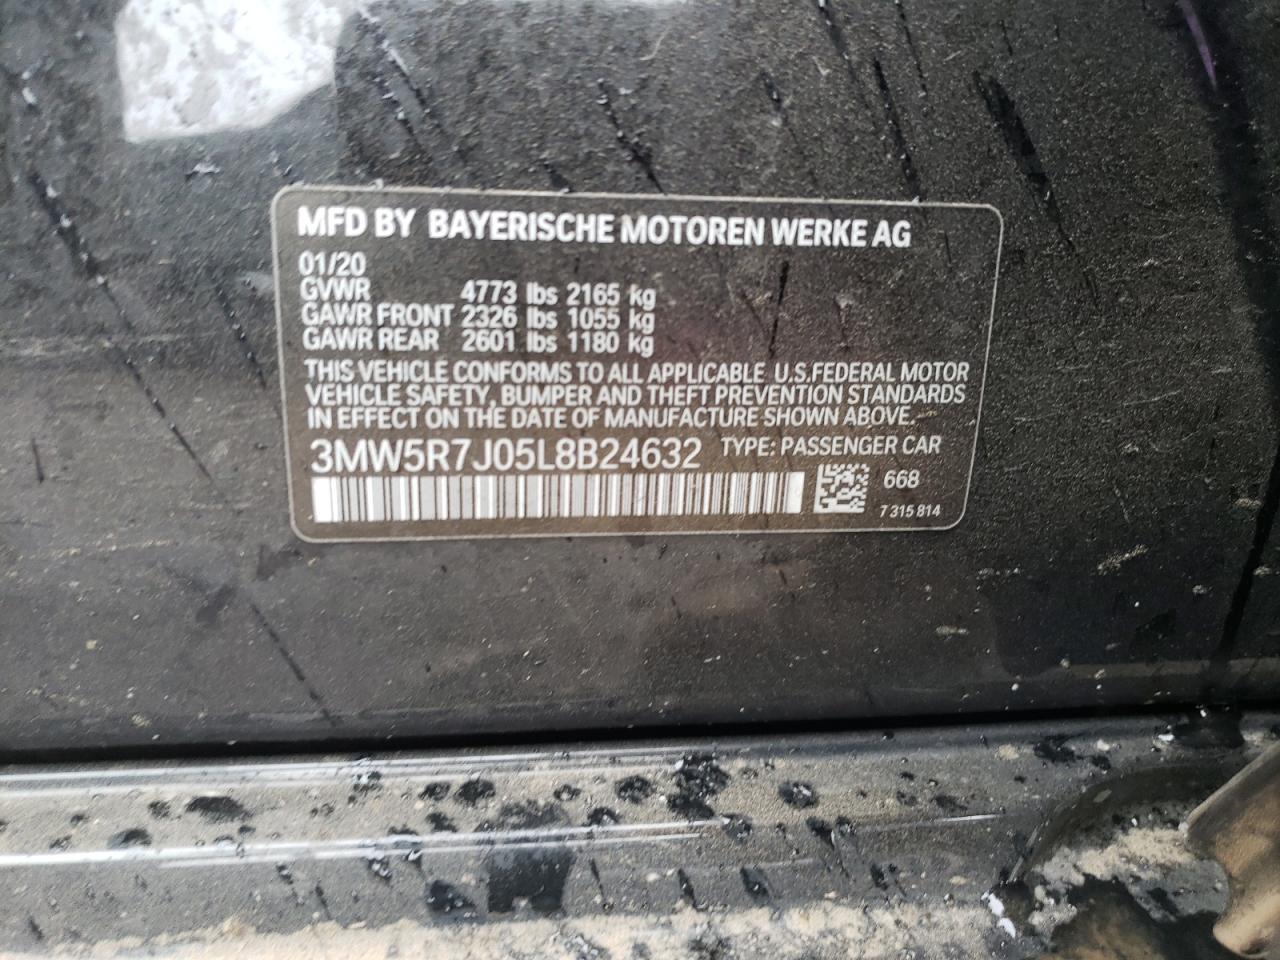 MFD BY BAYERISCHE MOTOREN WERKE AG
01/20
GVWR 4773 lbs 2165 kg
GAWR FRONT 2326 lbs 1055 kg
GAWR REAR 2601 lbs 1180 kg
THIS VEHICLE CONFORMS TO ALL APPLICABLE U.S.FEDERAL MOTOR
VEHICLE SAFETY, BUMPER AND THEFT PREVENTION STANDARDS
IN EFFECT ON THE DATE OF MANUFACTURE SHOWN ABOVE.
3MW5R7J05L8B24632 TYPE: PASSENGER CAR
668
7 315 814